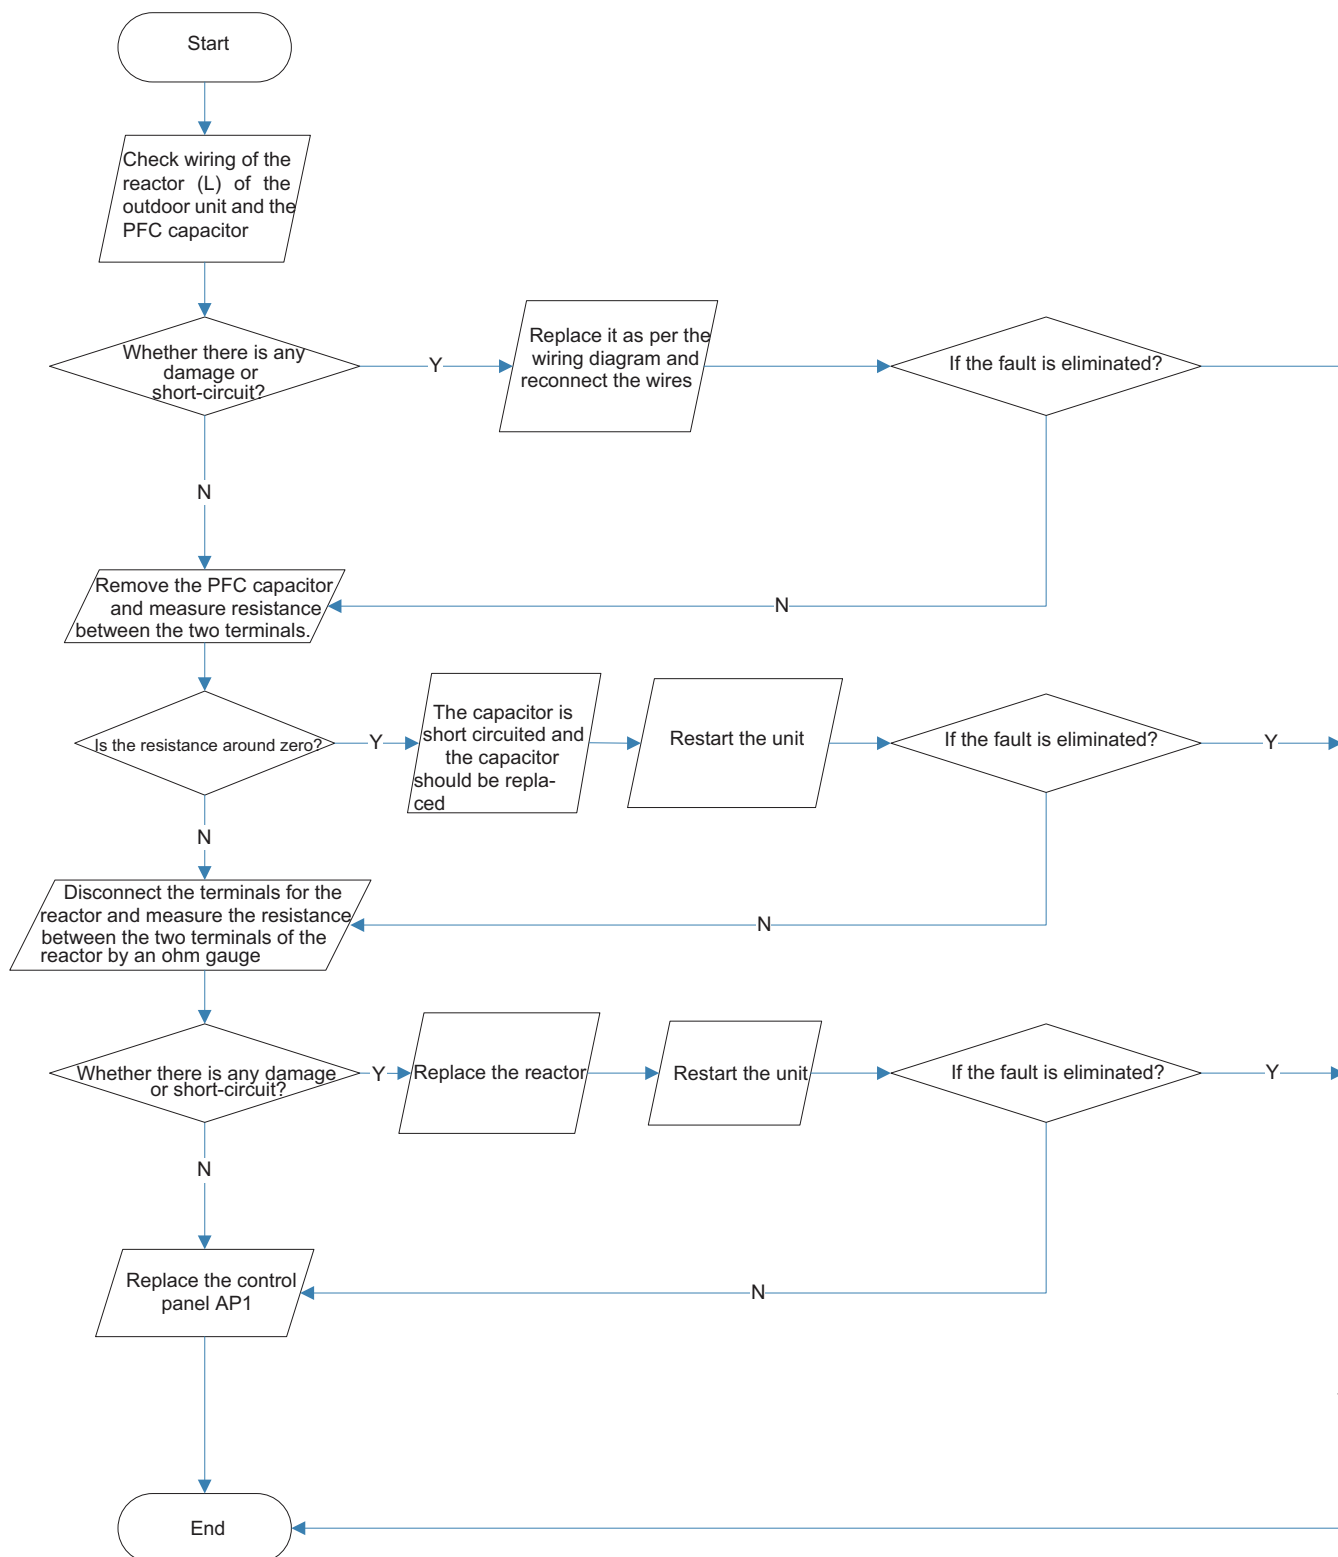 Start
Check wiring of the
reactor (L) of the
outdoor unit and the
PFC capacitor
Whether there is any
damage or
short-circuit?
Y
Replace it as per the
wiring diagram and
reconnect the wires
If the fault is eliminated?
N
Remove the PFC capacitor
and measure resistance
between the two terminals.
N
Is the resistance around zero?
Y
The capacitor is
short circuited and
the capacitor
should be repla-
ced
Restart the unit
If the fault is eliminated?
Y
N
Disconnect the terminals for the
reactor and measure the resistance
between the two terminals of the
reactor by an ohm gauge
N
Whether there is any damage
or short-circuit?
Y
Replace the reactor
Restart the unit
If the fault is eliminated?
Y
N
Replace the control
panel AP1
N
End